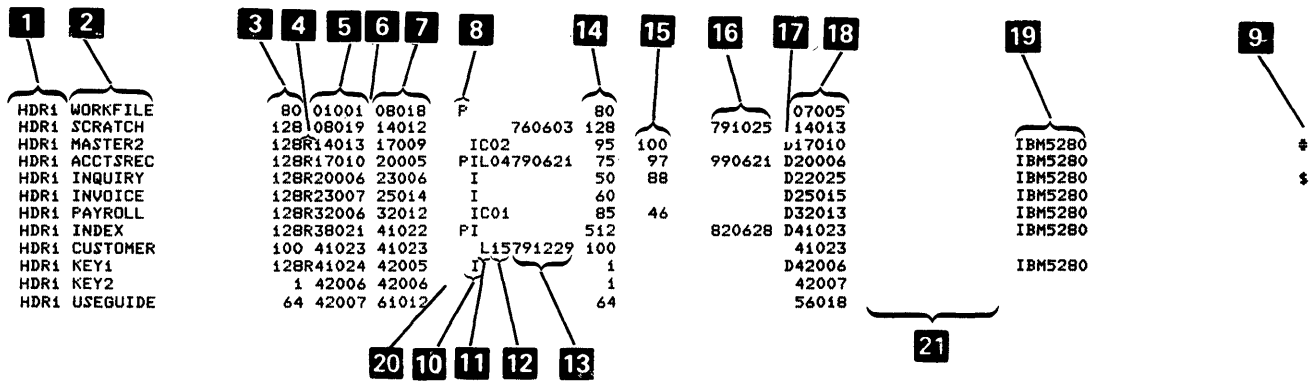 1 2 3 4 5 6 7 8 14 15 16 17 18 19 9
HDR1 WORKFILE 80 01001 08018 P 80 07005
HDR1 SCRATCH 128 08019 14012 760603 128 791025 14013
HDR1 MASTER2 128R14013 17009 IC02 95 100 D17010 IBM5280 #
HDR1 ACCTSREC 128R17010 20005 PIL04790621 75 97 990621 D20006 IBM5280
HDR1 INQUIRY 128R20006 23006 I 50 88 D22025 IBM5280 $
HDR1 INVOICE 128R23007 25014 I 60 D25015 IBM5280
HDR1 PAYROLL 128R32006 32012 IC01 85 46 D32013 IBM5280
HDR1 INDEX 128R38021 41022 PI 512 820628 D41023 IBM5280
HDR1 CUSTOMER 100 41023 41023 L15791229 100 41023
HDR1 KEY1 128R41024 42005 I 1 D42006 IBM5280
HDR1 KEY2 1 42006 42006 1 42007
HDR1 USEGUIDE 64 42007 61012 64 56018
20 10 11 12 13 21